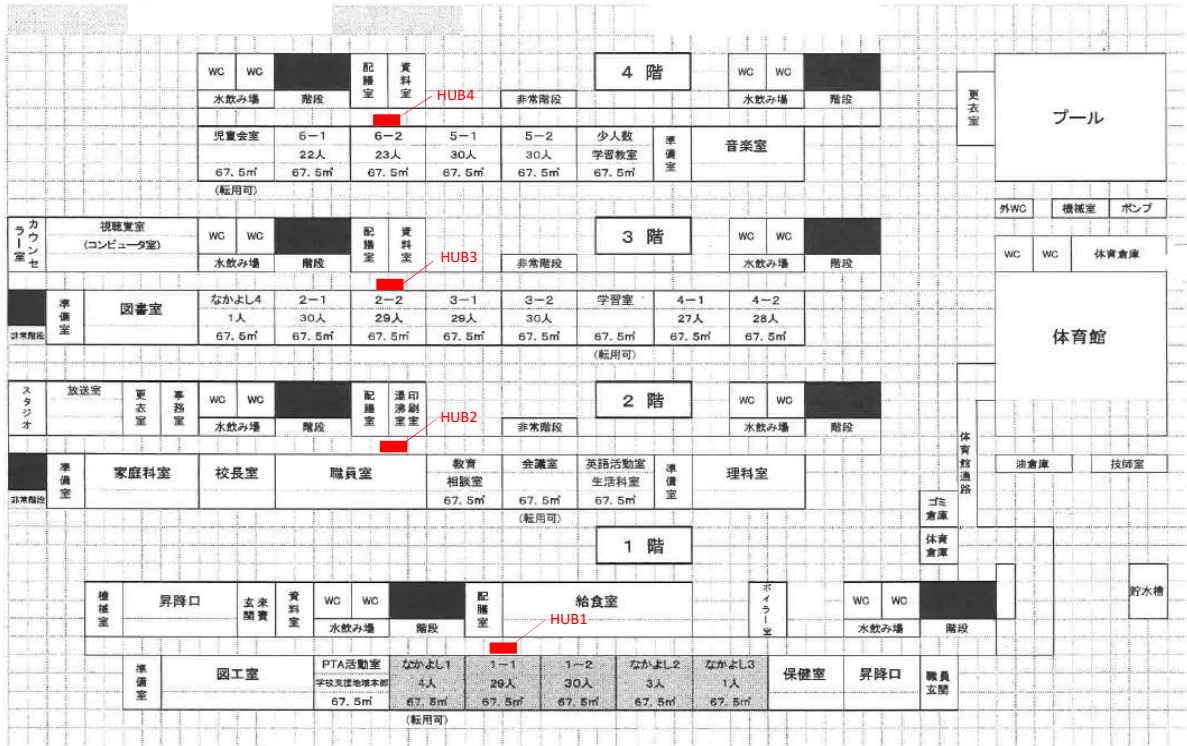 4 階
WC WC 配膳室 資料室 WC WC
水飲み場 階段 非常階段 水飲み場 階段
HUB4
児童会室 6－1 6－2 5－1 5－2 少人数 準備室 音楽室
22人 23人 30人 30人 学習教室
67.5㎡ 67.5㎡ 67.5㎡ 67.5㎡ 67.5㎡ 67.5㎡
(転用可)
更衣室
プール
外WC 機械室 ポンプ
3 階
カウンセラー室 視聴覚室 WC WC 配膳室 資料室 WC WC
(コンピュータ室)
水飲み場 階段 非常階段 水飲み場 階段
HUB3
準備室 図書室 なかよし4 2－1 2－2 3－1 3－2 学習室 4－1 4－2
1人 30人 29人 29人 30人 27人 28人
非常階段 67.5㎡ 67.5㎡ 67.5㎡ 67.5㎡ 67.5㎡ 67.5㎡ 67.5㎡ 67.5㎡
(転用可)
WC WC 体育倉庫
体育館
2 階
スタジオ 放送室 更衣室 事務室 WC WC 配膳室 湯沸室 印刷室 WC WC
水飲み場 階段 非常階段 水飲み場 階段
HUB2
準備室 家庭科室 校長室 職員室 教育 会議室 英語活動室 準備室 理科室
相談室 生活科室
非常階段 67.5㎡ 67.5㎡ 67.5㎡
(転用可)
体育館通路
油倉庫 技師室
ゴミ倉庫
体育倉庫
1 階
機械室 昇降口 来賓玄関 資料室 WC WC 配膳室 給食室 ボイラー室 WC WC
水飲み場 階段 水飲み場 階段
貯水槽
HUB1
準備室 図工室 PTA活動室 なかよし1 1－1 1－2 なかよし2 なかよし3 保健室 昇降口 職員玄関
学校支援地域本部 4人 29人 30人 3人 1人
67.5㎡ 67.5㎡ 67.5㎡ 67.5㎡ 67.5㎡ 67.5㎡
(転用可)